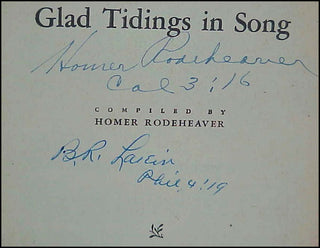 Glad Tidings in Song
Homer Rodeheaver
Col 3:16
COMPILED BY
HOMER RODEHEAVER
B.R. Lakin
Phil. 4:19